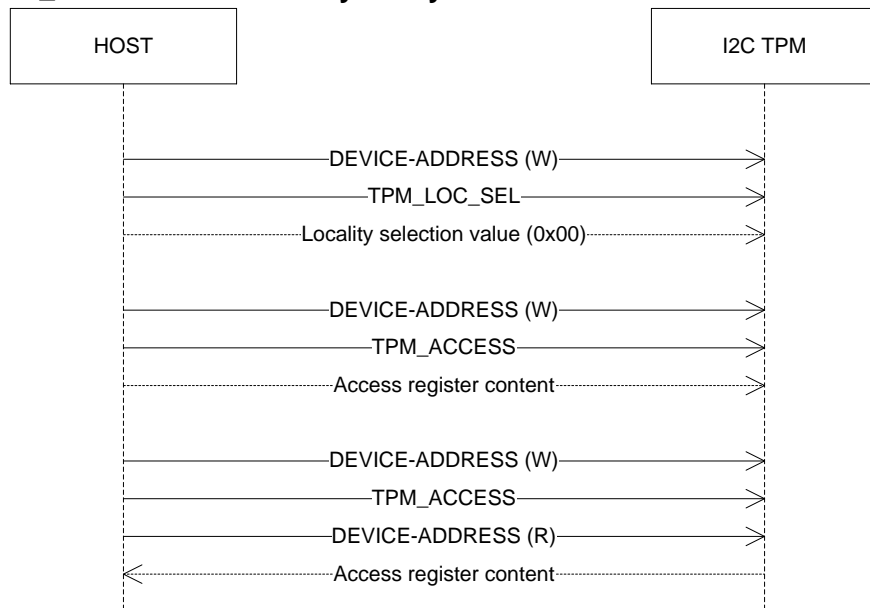 HOST
I2C TPM
DEVICE-ADDRESS (W)
TPM_LOC_SEL
Locality selection value (0x00)
DEVICE-ADDRESS (W)
TPM_ACCESS
Access register content
DEVICE-ADDRESS (W)
TPM_ACCESS
DEVICE-ADDRESS (R)
Access register content